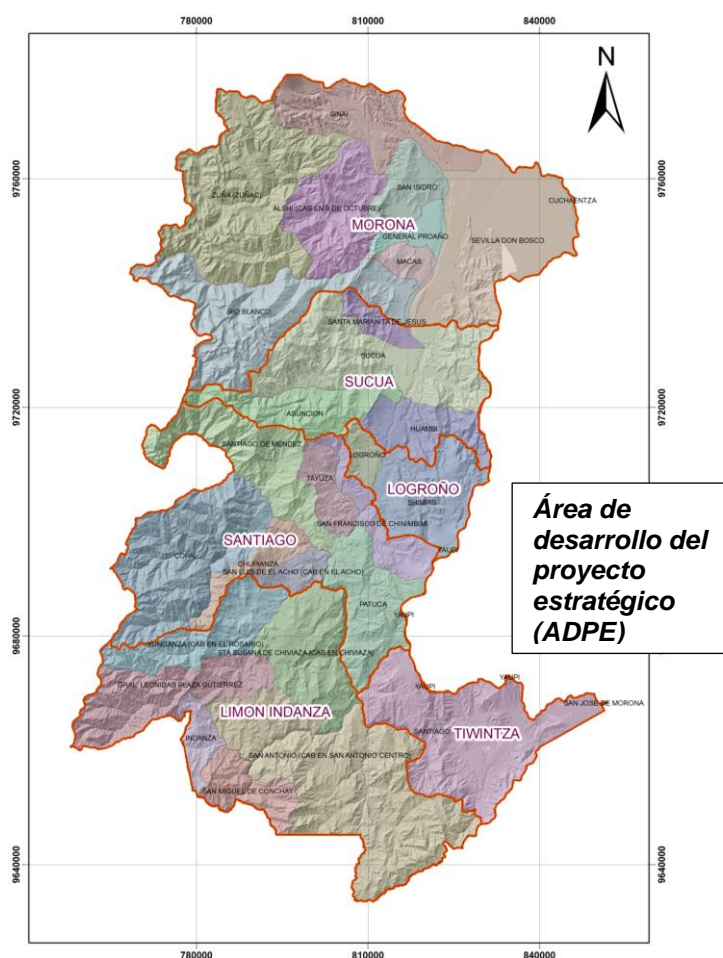 780000
810000
840000
N
SINAI
9760000
9760000
SAN ISIDRO
ZUÑA (ZUÑAC)
CUCHAENTZA
ALSHI (CAB EN 9 DE OCTUBRE)
MORONA
GENERAL PROAÑO
SEVILLA DON BOSCO
MACAS
RIO BLANCO
SANTA MARIANITA DE JESUS
SUCUA
SUCUA
9720000
9720000
ASUNCION
HUAMBI
SANTIAGO DE MENDEZ
LOGROÑO
TAYUZA
LOGROÑO
SHIMPIS
SAN FRANCISCO DE CHINIMBIMI
SANTIAGO
YAUPI
COPAL
CHUPIANZA
SAN LUIS DE EL ACHO (CAB EN EL ACHO)
PATUCA
YAUPI
Área de
desarrollo del
proyecto
estratégico
(ADPE)
9680000
9680000
YUNGANZA (CAB EN EL ROSARIO)
STA SUSANA DE CHIVIAZA (CAB EN CHIVIAZA)
YAUPI
YAUPI
GRAL. LEONIDAS PLAZA GUTIERREZ
SAN JOSE DE MORONA
LIMON INDANZA
SANTIAGO
TIWINTZA
INDANZA
SAN ANTONIO (CAB EN SAN ANTONIO CENTRO)
SAN MIGUEL DE CONCHAY
9640000
9640000
780000
810000
840000